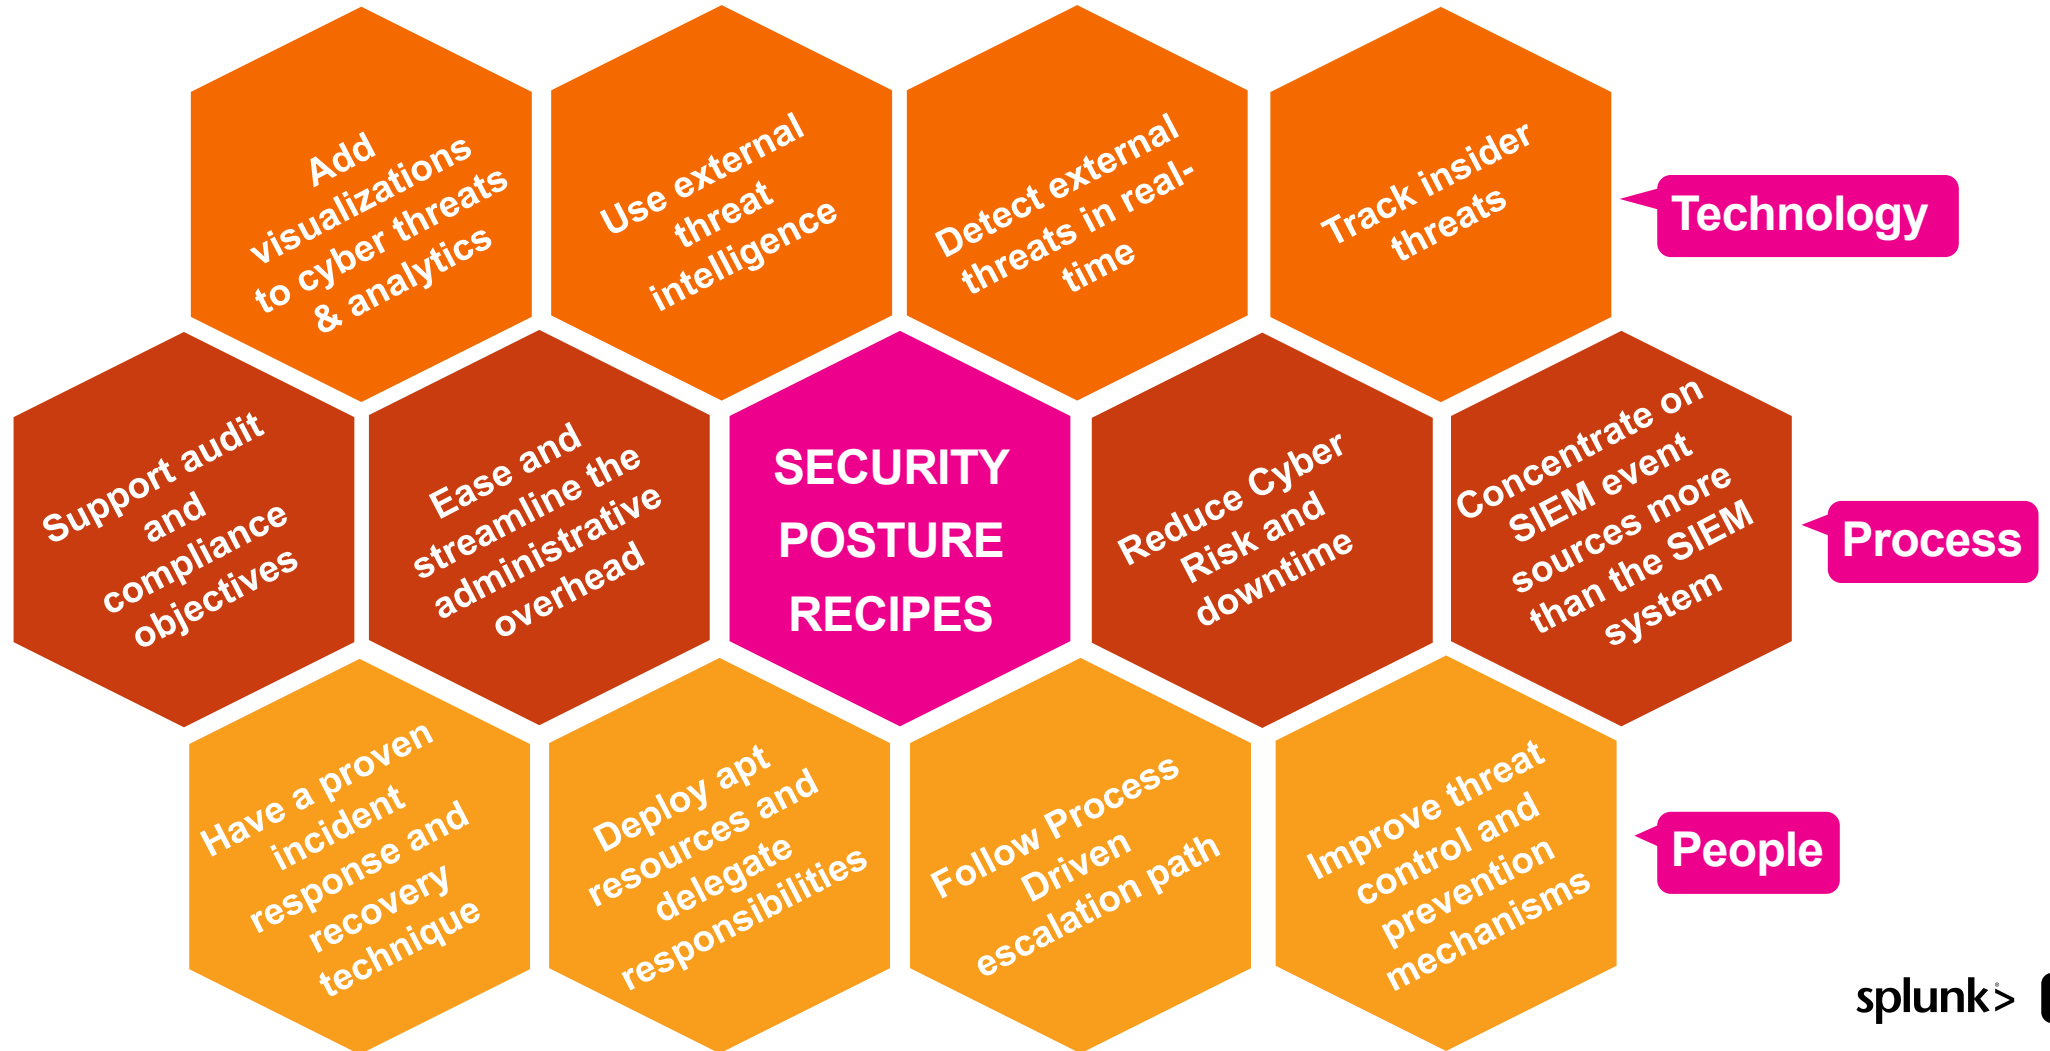 Add
visualizations
to cyber threats
& analytics
Use external
threat
intelligence
Detect external
threats in real-
time
Track insider
threats
Technology
Support audit
and
compliance
objectives
Ease and
streamline the
administrative
overhead
SECURITY
POSTURE
RECIPES
Reduce Cyber
Risk and
downtime
Concentrate on
SIEM event
sources more
than the SIEM
system
Process
Have a proven
incident
response and
recovery
technique
Deploy apt
resources and
delegate
responsibilities
Follow Process
Driven
escalation path
Improve threat
control and
prevention
mechanisms
People
splunk>